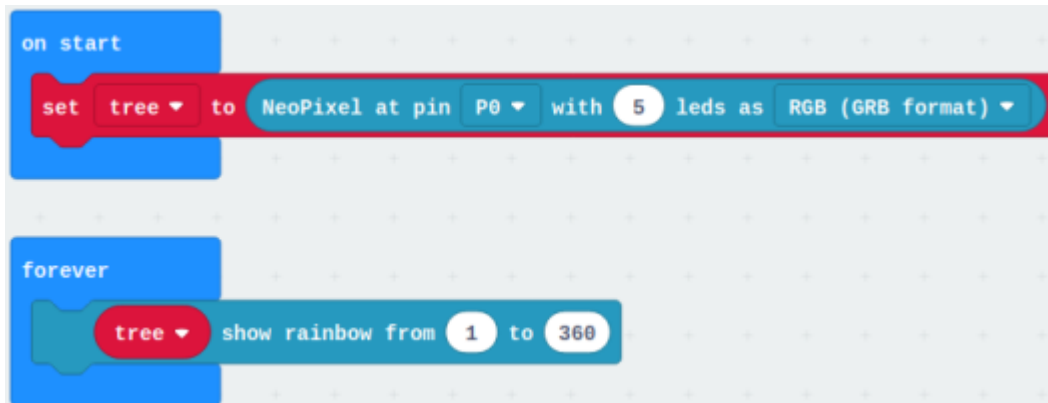 on start
set tree to NeoPixel at pin P0 with 5 leds as RGB (GRB format)
forever
tree show rainbow from 1 to 360